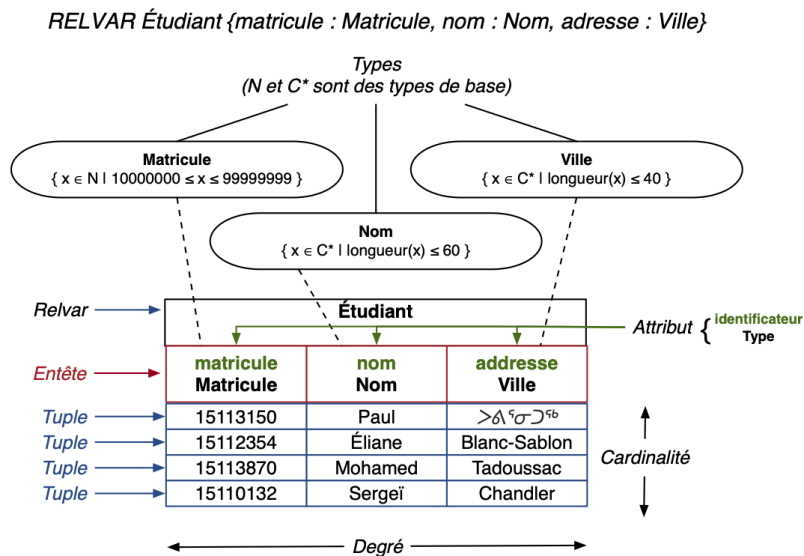 RELVAR Étudiant {matricule : Matricule, nom : Nom, adresse : Ville}
Types
(N et C* sont des types de base)
Matricule
{ x ∈ N | 10000000 ≤ x ≤ 99999999 }
Ville
{ x ∈ C* | longueur(x) ≤ 40 }
Nom
{ x ∈ C* | longueur(x) ≤ 60 }
Relvar
Étudiant
Attribut { identificateur
Type
Entête
matricule nom addresse
Matricule Nom Ville
Tuple 15113150 Paul ᐳᕕᕐᓂᑐᖅ
Tuple 15112354 Éliane Blanc-Sablon
Tuple 15113870 Mohamed Tadoussac
Tuple 15110132 Sergeï Chandler
Cardinalité
Degré